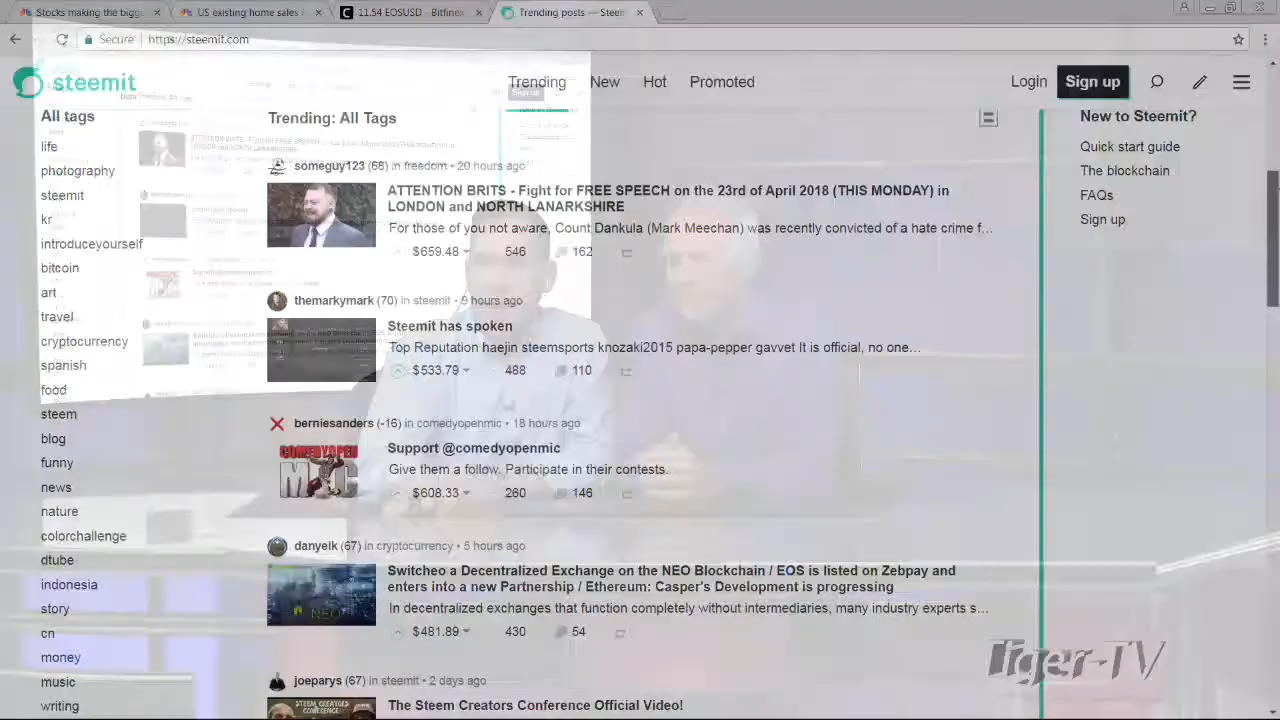 Stocks making the bigge
US existing home sales
11.54 EOSUSD - Bitfinex
Trending posts — Steem
Secure
https://steemit.com
steemit
Trending
New
Hot
Promoted
Login
Sign up
All tags
life
photography
steemit
kr
introduceyourself
bitcoin
art
travel
cryptocurrency
spanish
food
steem
blog
funny
news
nature
colorchallenge
dtube
indonesia
story
cn
money
music
writing
Trending: All Tags
someguy123 (68) in freedom • 20 hours ago
ATTENTION BRITS - Fight for FREE SPEECH on the 23rd of April 2018 (THIS MONDAY) in
LONDON and NORTH LANARKSHIRE
For those of you not aware, Count Dankula (Mark Meechan) was recently convicted of a hate crime f…
$659.48 546 162
themarkymark (70) in steemit • 9 hours ago
Steemit has spoken
Top Reputation haejin steemsports knozaki2015 papa-pepper gavvet It is official, no one…
$533.79 488 110
berniesanders (-16) in comedyopenmic • 18 hours ago
COMEDYOPEN
MIC
Support @comedyopenmic
Give them a follow. Participate in their contests.
$608.33 260 146
danyelk (67) in cryptocurrency • 5 hours ago
NEO
Switcheo a Decentralized Exchange on the NEO Blockchain / EOS is listed on Zebpay and
enters into a new Partnership / Ethereum: Casper's Development is progressing
In decentralized exchanges that function completely without intermediaries, many industry experts s…
$481.89 430 54
joeparys (67) in steemit • 2 days ago
STEEM CREATORS
CONFERENCE
The Steem Creators Conference Official Video!
New to Steemit?
Quick start guide
The blockchain
FAQs
Sign up
Tiger-TV